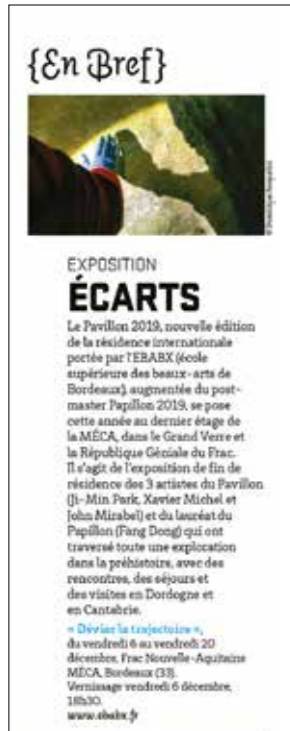 {En Bref}
EXPOSITION
ÉCARTS
Le Pavillon 2019, nouvelle édition
de la résidence internationale
portée par l'EBABX (école
supérieure des beaux-arts de
Bordeaux), augmentée du post-
master Papillon 2019, se pose
cette année au dernier étage de
la MÉCA, dans le Grand Verre et
la République Géniale du Frac.
Il s'agit de l'exposition de fin de
résidence des 3 artistes du Pavillon
(Ji-Min Park, Xavier Michel et
John Mirabel) et du lauréat du
Papillon (Fang Dong) qui ont
traversé toute une exploration
dans la préhistoire, avec des
rencontres, des séjours et
des visites en Dordogne et
en Cantabrie.
« Dévier la trajectoire »,
du vendredi 6 au vendredi 20
décembre, Frac Nouvelle-Aquitaine
MÉCA, Bordeaux (33).
Vernissage vendredi 6 décembre,
18h30.
www.ebabx.fr